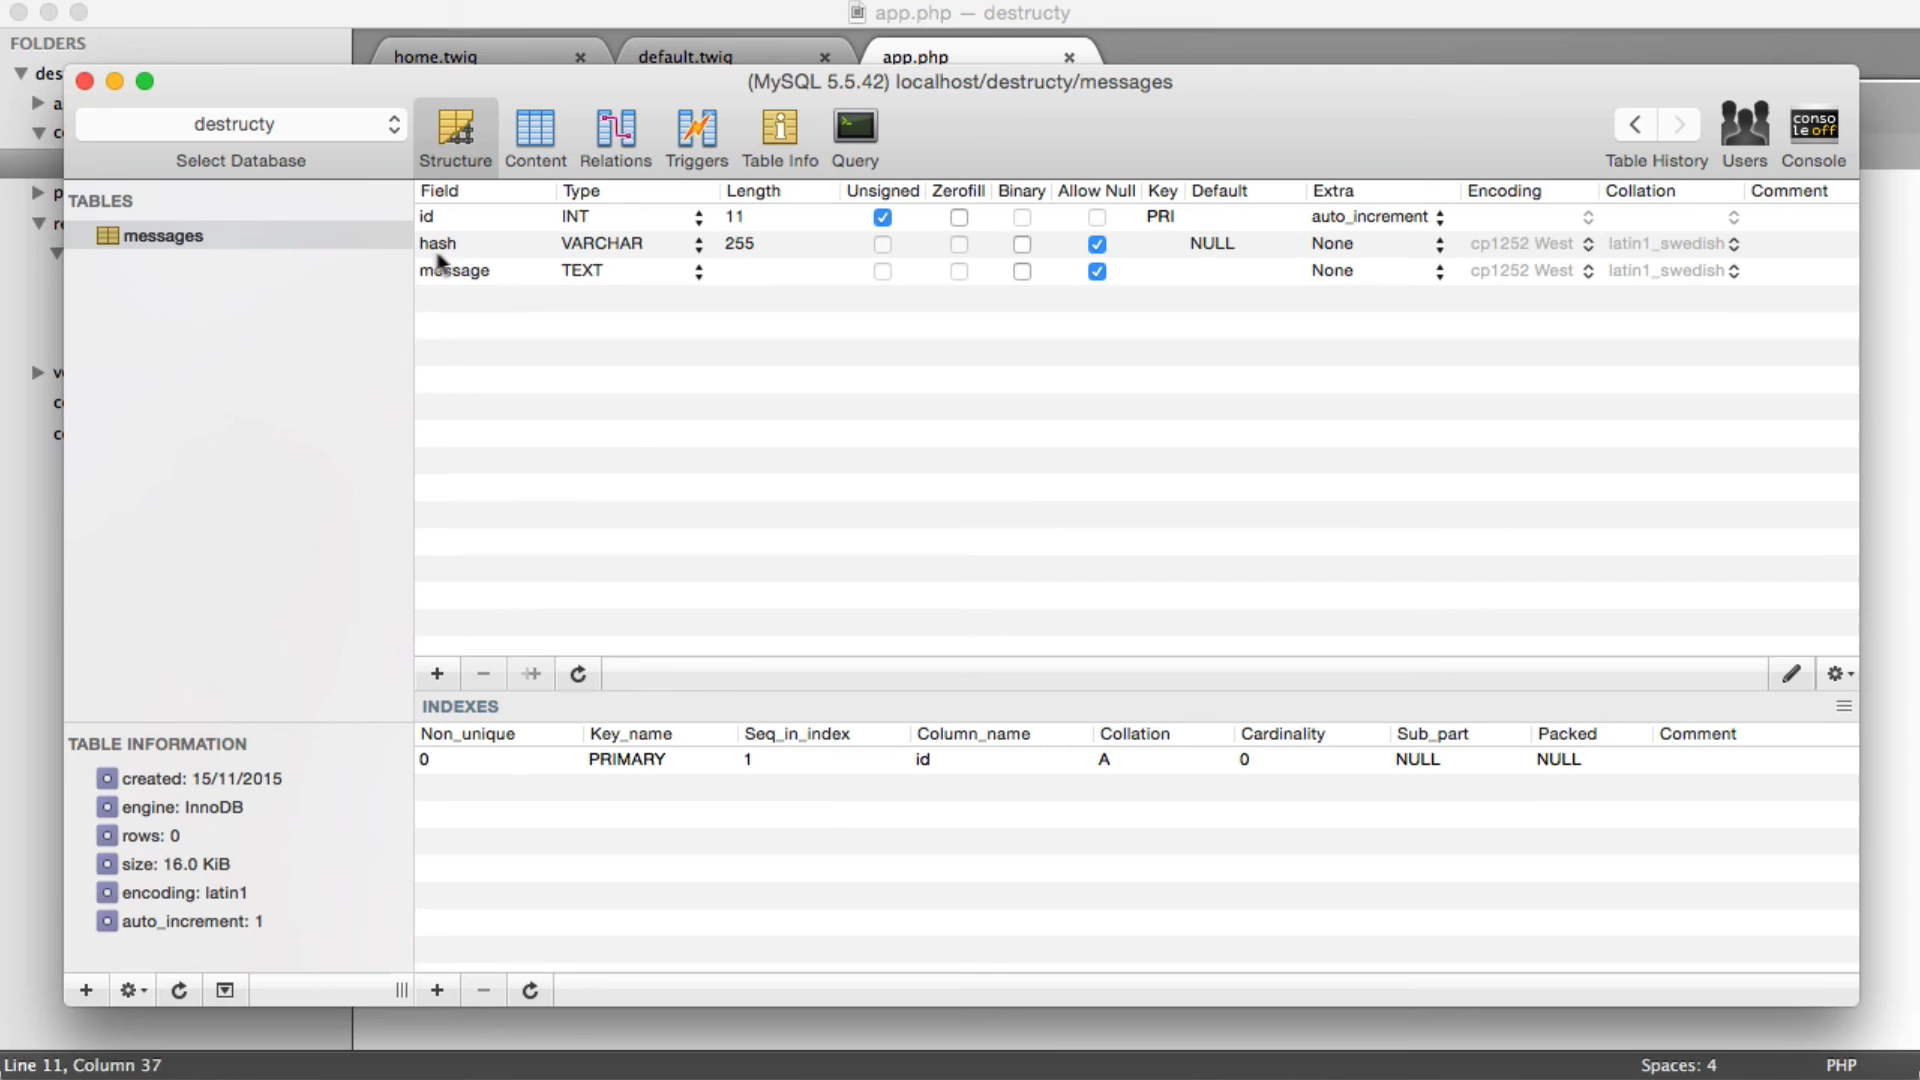 app.php — destructy
FOLDERS
home.twig × default.twig × app.php ×
des
(MySQL 5.5.42) localhost/destructy/messages
destructy
Select Database
Structure Content Relations Triggers Table Info Query
conso
le off
Table History Users Console
TABLES
messages
Field Type Length Unsigned Zerofill Binary Allow Null Key Default Extra Encoding Collation Comment
id INT 11 PRI auto_increment
hash VARCHAR 255 NULL None cp1252 West latin1_swedish
message TEXT None cp1252 West latin1_swedish
INDEXES
Non_unique Key_name Seq_in_index Column_name Collation Cardinality Sub_part Packed Comment
0 PRIMARY 1 id A 0 NULL NULL
TABLE INFORMATION
created: 15/11/2015
engine: InnoDB
rows: 0
size: 16.0 KiB
encoding: latin1
auto_increment: 1
Line 11, Column 37
Spaces: 4 PHP